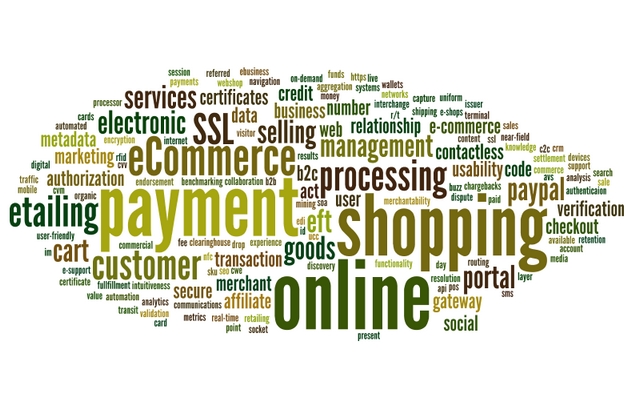 session referred ebusiness
payments webshop navigation on-demand funds https live
processor services certificates credit aggregation systems wallets
money networks capture uniform issuer
cards electronic SSL data business number interchange shipping e-shops terminal
automated visitor selling web relationship r/t e-commerce sales
metadata encryption internet management content ssl near-field
marketing rfid eCommerce results contactless knowledge c2c crm
digital cvv b2c processing usability code settlement devices
traffic authorization endorsement benchmarking collaboration b2b act commerce avs support
mobile cvm organic payment mining soa user merchantability buzz chargebacks paypal analysis search
etailing edi eft shopping dispute paid authentication sale
user-friendly id ucc verification
im cart commercial fee clearinghouse drop experience goods checkout
customer nfc transaction discovery functionality day routing available retention
e-support sku seo cwe online resolution portal layer account
certificate fullfillment intuitiveness merchant api pos sms media
value automation secure affiliate gateway
transit analytics communications social
validation metrics real-time retailing
card point socket present